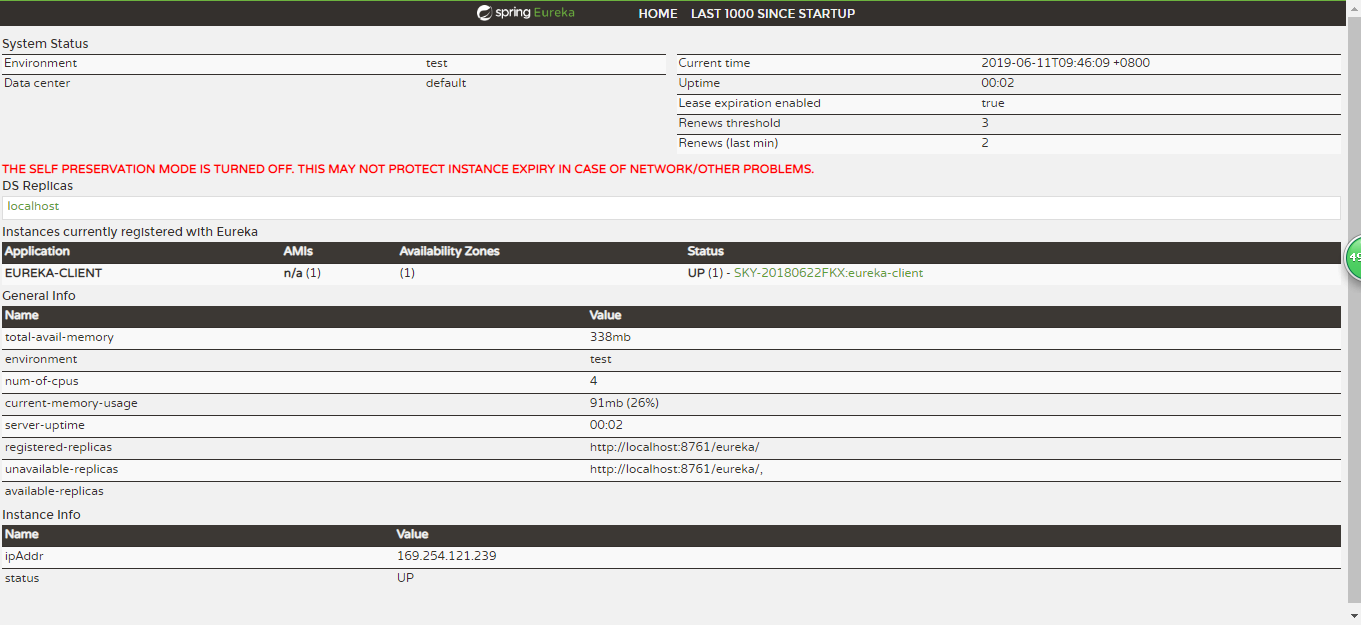 spring Eureka HOME LAST 1000 SINCE STARTUP
System Status
Environment test
Data center default
Current time 2019-06-11T09:46:09 +0800
Uptime 00:02
Lease expiration enabled true
Renews threshold 3
Renews (last min) 2
THE SELF PRESERVATION MODE IS TURNED OFF. THIS MAY NOT PROTECT INSTANCE EXPIRY IN CASE OF NETWORK/OTHER PROBLEMS.
DS Replicas
localhost
Instances currently registered with Eureka
Application AMIs Availability Zones Status
EUREKA-CLIENT n/a (1) (1) UP (1) - SKY-20180622FKX:eureka-client
General Info
Name Value
total-avail-memory 338mb
environment test
num-of-cpus 4
current-memory-usage 91mb (26%)
server-uptime 00:02
registered-replicas http://localhost:8761/eureka/
unavailable-replicas http://localhost:8761/eureka/,
available-replicas
Instance Info
Name Value
ipAddr 169.254.121.239
status UP